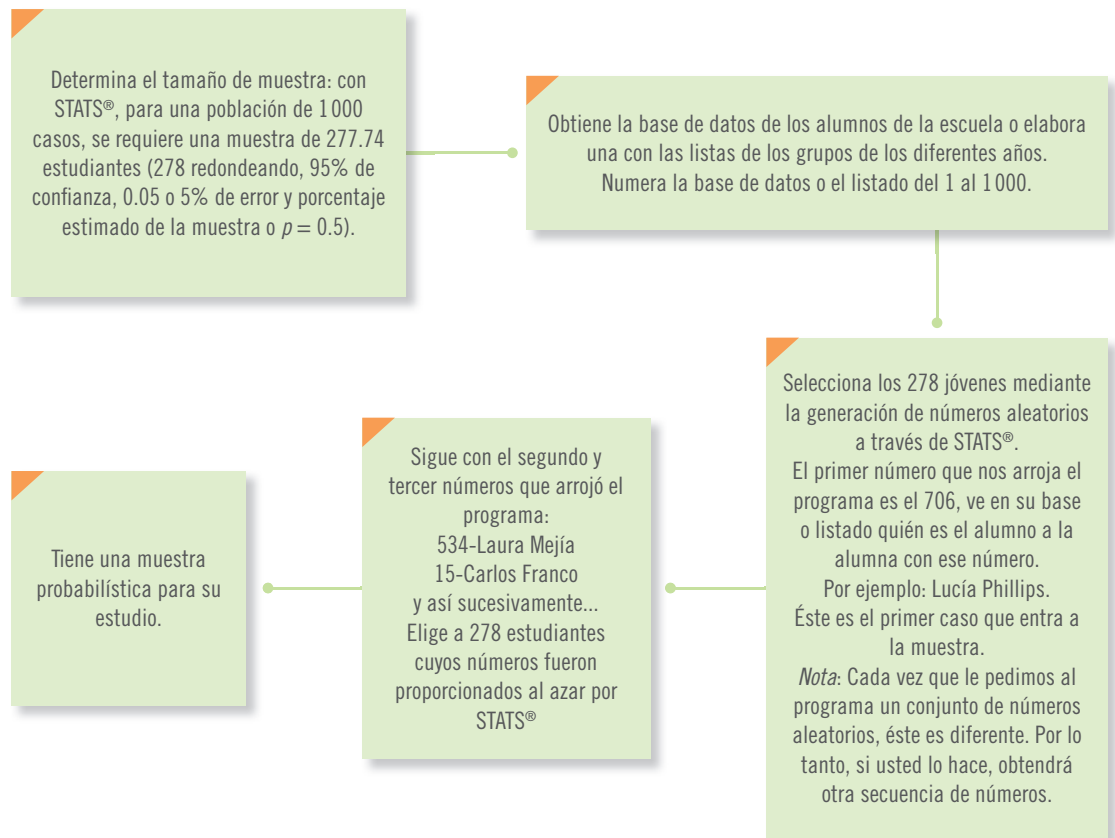 Determina el tamaño de muestra: con
STATS®, para una población de 1 000
casos, se requiere una muestra de 277.74
estudiantes (278 redondeando, 95% de
confianza, 0.05 o 5% de error y porcentaje
estimado de la muestra o p = 0.5).
Obtiene la base de datos de los alumnos de la escuela o elabora
una con las listas de los grupos de los diferentes años.
Numera la base de datos o el listado del 1 al 1 000.
Selecciona los 278 jóvenes mediante
la generación de números aleatorios
a través de STATS®.
El primer número que nos arroja el
programa es el 706, ve en su base
o listado quién es el alumno a la
alumna con ese número.
Por ejemplo: Lucía Phillips.
Éste es el primer caso que entra a
la muestra.
Nota: Cada vez que le pedimos al
programa un conjunto de números
aleatorios, éste es diferente. Por lo
tanto, si usted lo hace, obtendrá
otra secuencia de números.
Sigue con el segundo y
tercer números que arrojó el
programa:
534-Laura Mejía
15-Carlos Franco
y así sucesivamente...
Elige a 278 estudiantes
cuyos números fueron
proporcionados al azar por
STATS®
Tiene una muestra
probabilística para su
estudio.